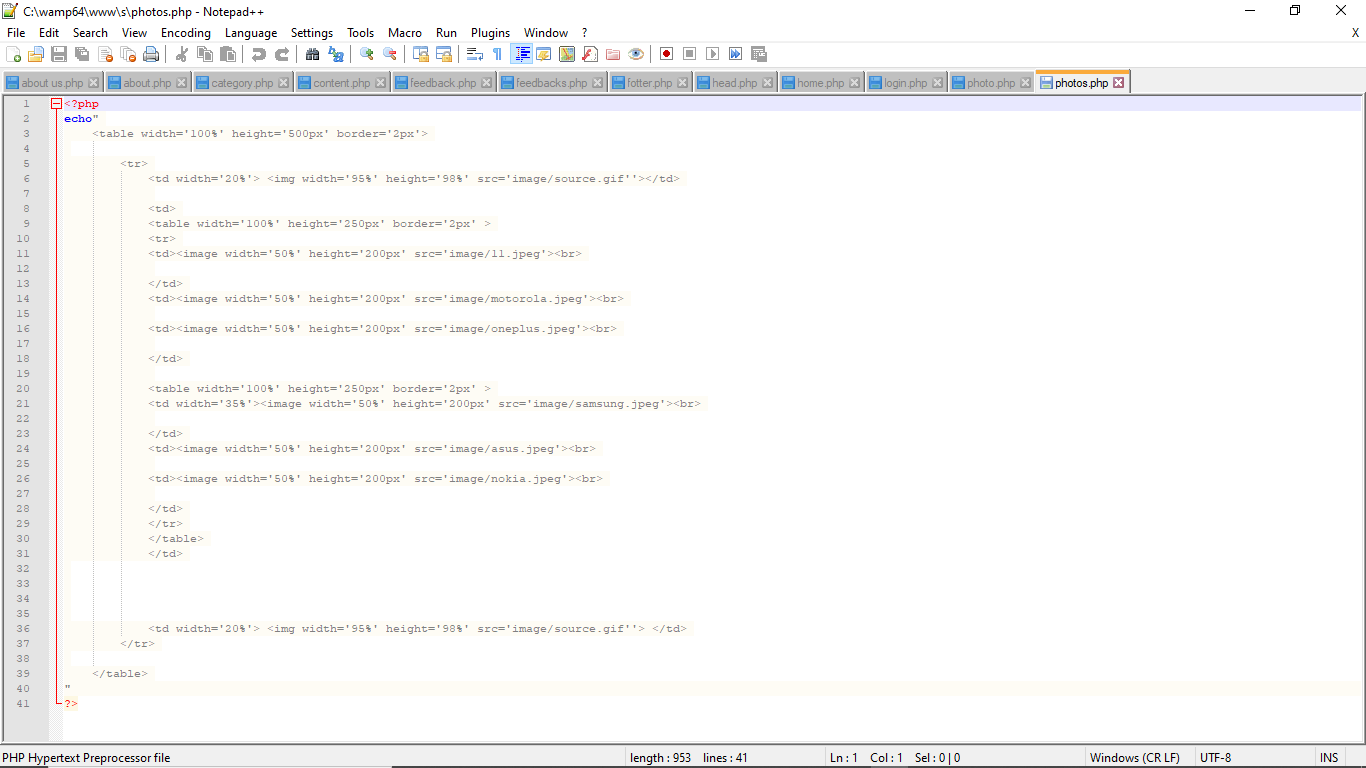 C:\wamp64\www\s\photos.php - Notepad++
File Edit Search View Encoding Language Settings Tools Macro Run Plugins Window ? X
about us.php about.php category.php content.php feedback.php feedbacks.php fotter.php head.php home.php login.php photo.php photos.php
1 <?php
2 echo"
3 <table width='100%' height='500px' border='2px'>
4
5 <tr>
6 <td width='20%'> <img width='95%' height='98%' src='image/source.gif''></td>
7
8 <td>
9 <table width='100%' height='250px' border='2px' >
10 <tr>
11 <td><image width='50%' height='200px' src='image/11.jpeg'><br>
12
13 </td>
14 <td><image width='50%' height='200px' src='image/motorola.jpeg'><br>
15
16 <td><image width='50%' height='200px' src='image/oneplus.jpeg'><br>
17
18 </td>
19
20 <table width='100%' height='250px' border='2px' >
21 <td width='35%'><image width='50%' height='200px' src='image/samsung.jpeg'><br>
22
23 </td>
24 <td><image width='50%' height='200px' src='image/asus.jpeg'><br>
25
26 <td><image width='50%' height='200px' src='image/nokia.jpeg'><br>
27
28 </td>
29 </tr>
30 </table>
31 </td>
32
33
34
35
36 <td width='20%'> <img width='95%' height='98%' src='image/source.gif''> </td>
37 </tr>
38
39 </table>
40 "
41 ?>
PHP Hypertext Preprocessor file length : 953 lines : 41 Ln : 1 Col : 1 Sel : 0 | 0 Windows (CR LF) UTF-8 INS